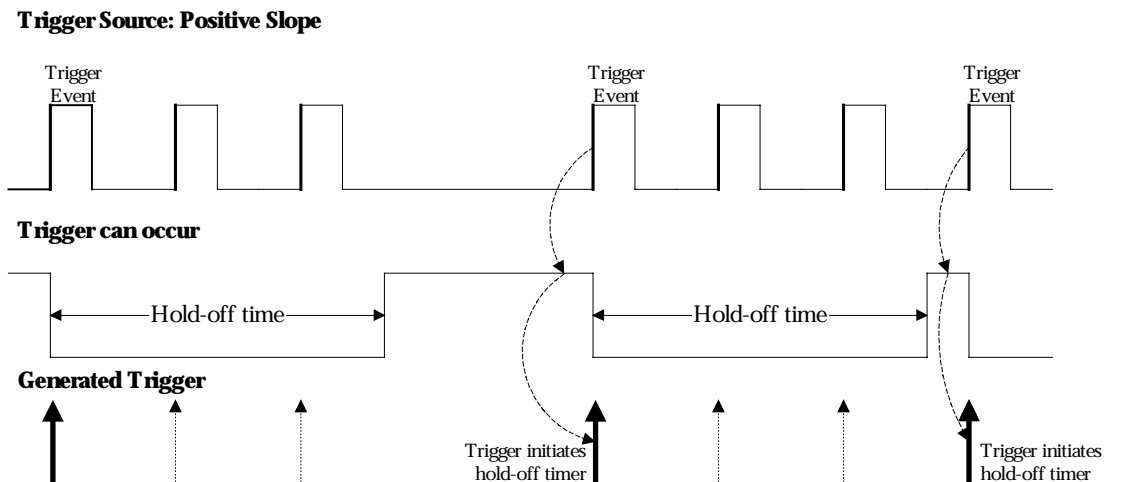 Trigger Source: Positive Slope
Trigger
Event
Trigger
Event
Trigger
Event
Trigger can occur
Hold-off time
Hold-off time
Generated Trigger
Trigger initiates
hold-off timer
Trigger initiates
hold-off timer